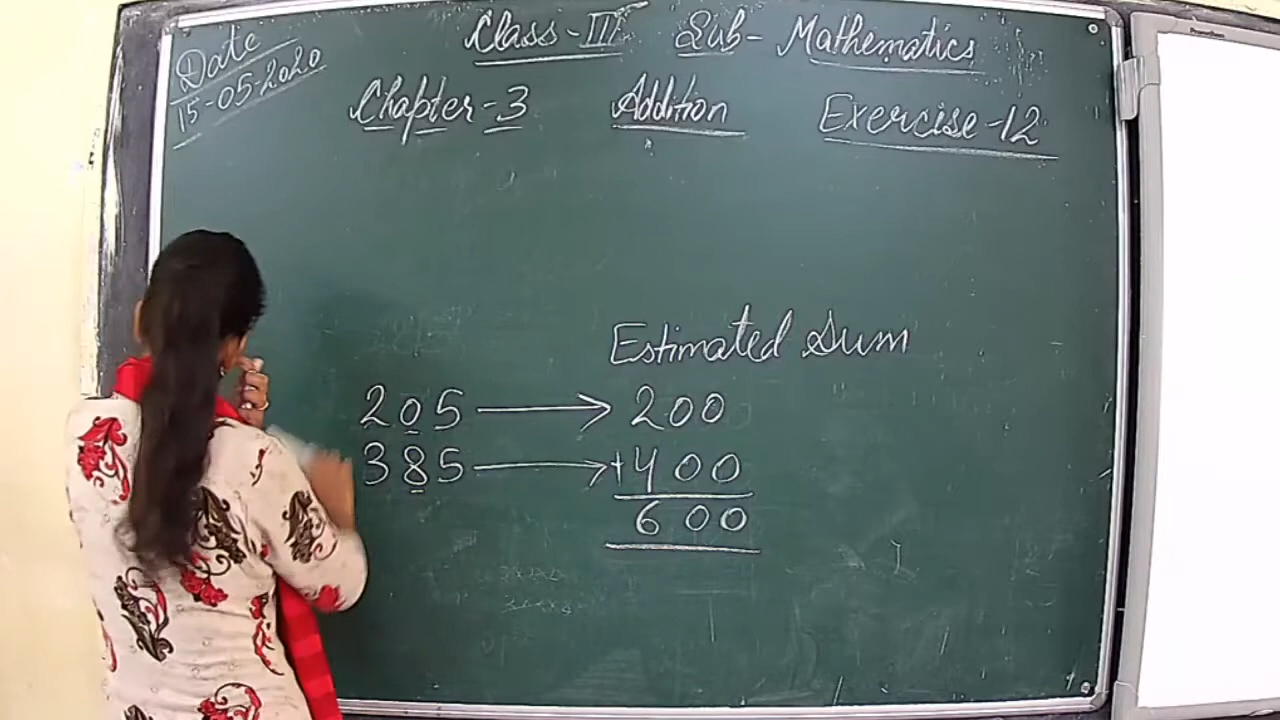 Date
15-05-2020
Class-III Sub- Mathematics
Chapter-3 Addition Exercise-12
Estimated Sum
205 → 200
385 → +400
600